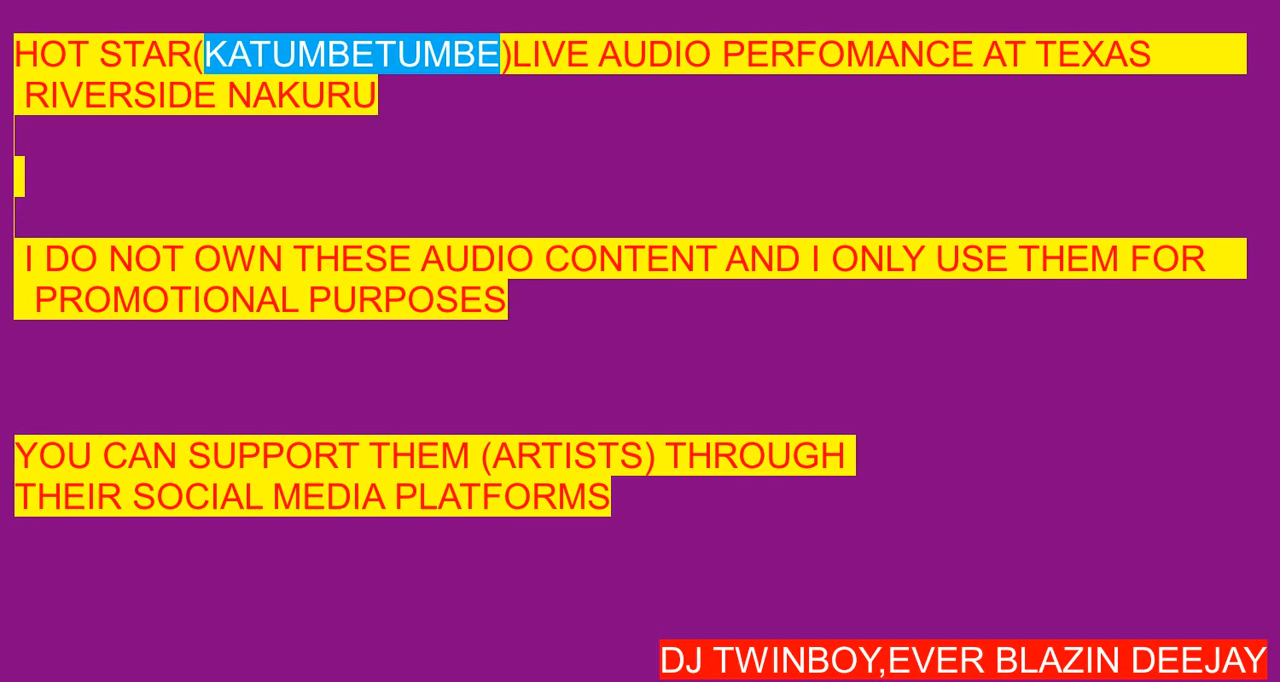 HOT STAR(KATUMBETUMBE)LIVE AUDIO PERFOMANCE AT TEXAS
RIVERSIDE NAKURU
I DO NOT OWN THESE AUDIO CONTENT AND I ONLY USE THEM FOR
PROMOTIONAL PURPOSES
YOU CAN SUPPORT THEM (ARTISTS) THROUGH
THEIR SOCIAL MEDIA PLATFORMS
DJ TWINBOY,EVER BLAZIN DEEJAY